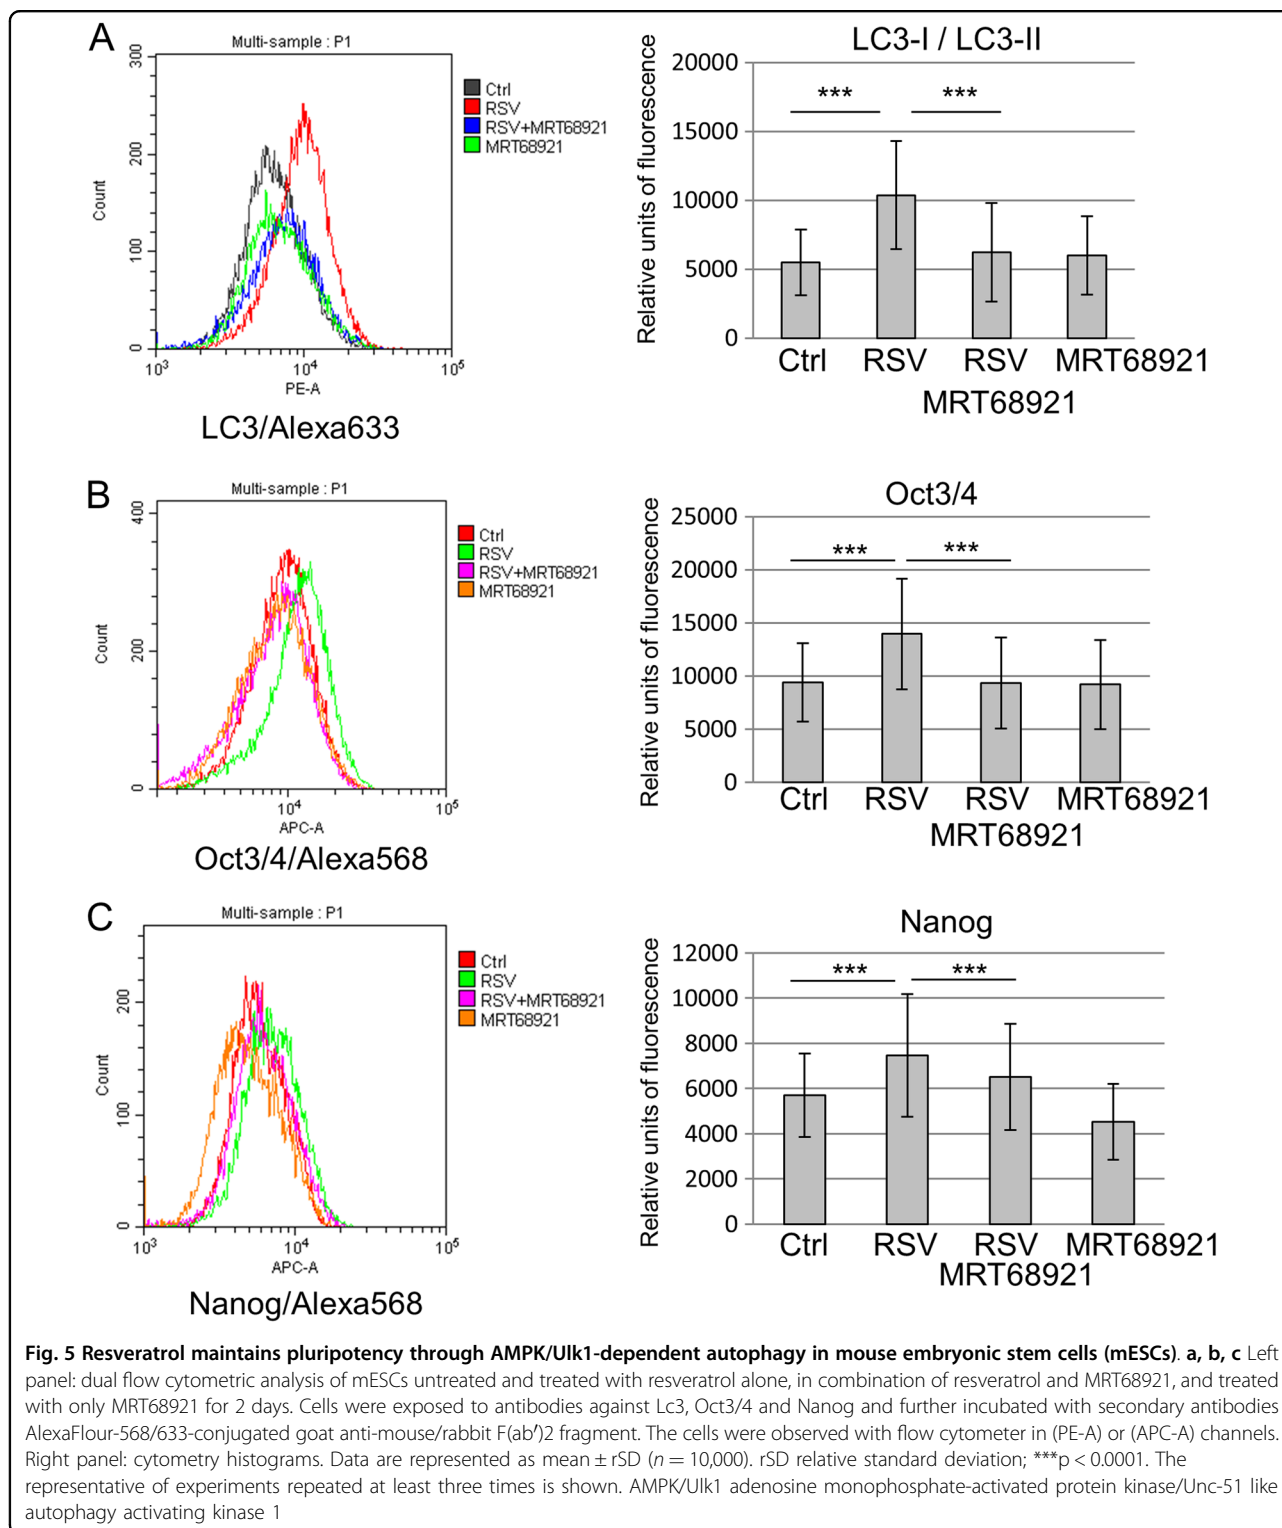 A
Multi-sample : P1
300
200
100
0
Count
10³ 10⁴ 10⁵
PE-A
LC3/Alexa633
Ctrl
RSV
RSV+MRT68921
MRT68921
LC3-I / LC3-II
Relative units of fluorescence
20000
15000
10000
5000
0
*** ***
Ctrl RSV RSV MRT68921
MRT68921
B
Multi-sample : P1
400
200
0
Count
10⁴ 10⁵
APC-A
Oct3/4/Alexa568
Ctrl
RSV
RSV+MRT68921
MRT68921
Oct3/4
Relative units of fluorescence
25000
20000
15000
10000
5000
0
*** ***
Ctrl RSV RSV MRT68921
MRT68921
C
Multi-sample : P1
200
100
0
Count
10³ 10⁴ 10⁵
APC-A
Nanog/Alexa568
Ctrl
RSV
RSV+MRT68921
MRT68921
Nanog
Relative units of fluorescence
12000
10000
8000
6000
4000
2000
0
*** ***
Ctrl RSV RSV MRT68921
MRT68921
Fig. 5 Resveratrol maintains pluripotency through AMPK/Ulk1-dependent autophagy in mouse embryonic stem cells (mESCs). a, b, c Left
panel: dual flow cytometric analysis of mESCs untreated and treated with resveratrol alone, in combination of resveratrol and MRT68921, and treated
with only MRT68921 for 2 days. Cells were exposed to antibodies against Lc3, Oct3/4 and Nanog and further incubated with secondary antibodies
AlexaFlour-568/633-conjugated goat anti-mouse/rabbit F(ab′)2 fragment. The cells were observed with flow cytometer in (PE-A) or (APC-A) channels.
Right panel: cytometry histograms. Data are represented as mean ± rSD (n = 10,000). rSD relative standard deviation; ***p < 0.0001. The
representative of experiments repeated at least three times is shown. AMPK/Ulk1 adenosine monophosphate-activated protein kinase/Unc-51 like
autophagy activating kinase 1